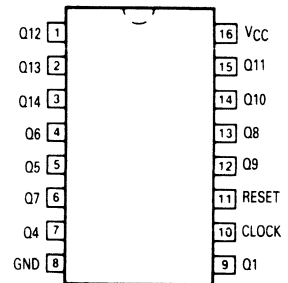 Q12 1 16 VCC
Q13 2 15 Q11
Q14 3 14 Q10
Q6 4 13 Q8
Q5 5 12 Q9
Q7 6 11 RESET
Q4 7 10 CLOCK
GND 8 9 Q1